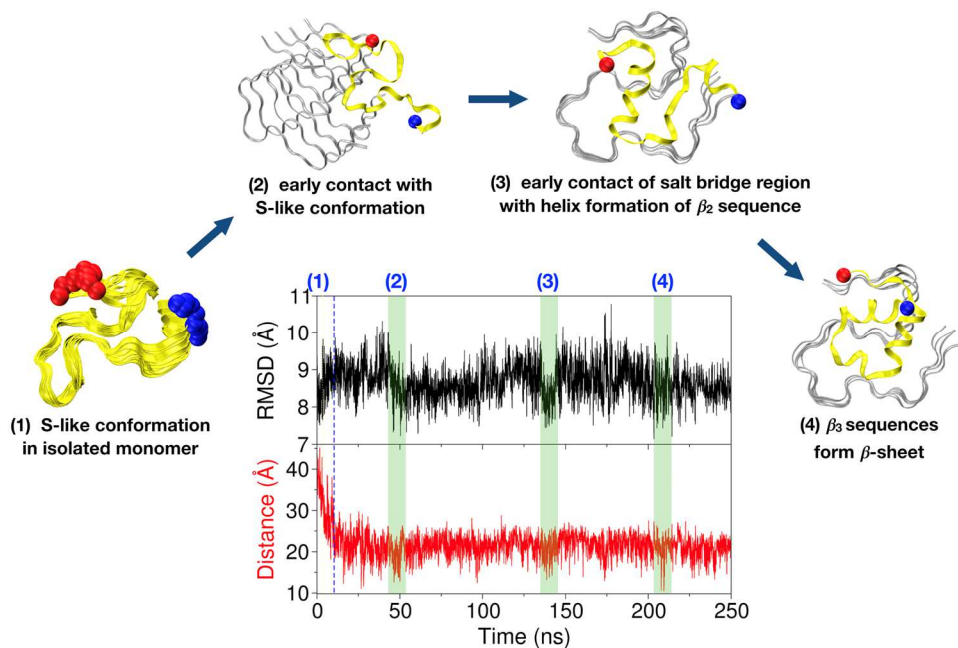 (2) early contact with
S-like conformation
(3) early contact of salt bridge region
with helix formation of β₂ sequence
(1) S-like conformation
in isolated monomer
(4) β₃ sequences
form β-sheet
(1) (2) (3) (4)
11
10
9
8
7
RMSD (Å)
40
30
20
10
Distance (Å)
0 50 100 150 200 250
Time (ns)